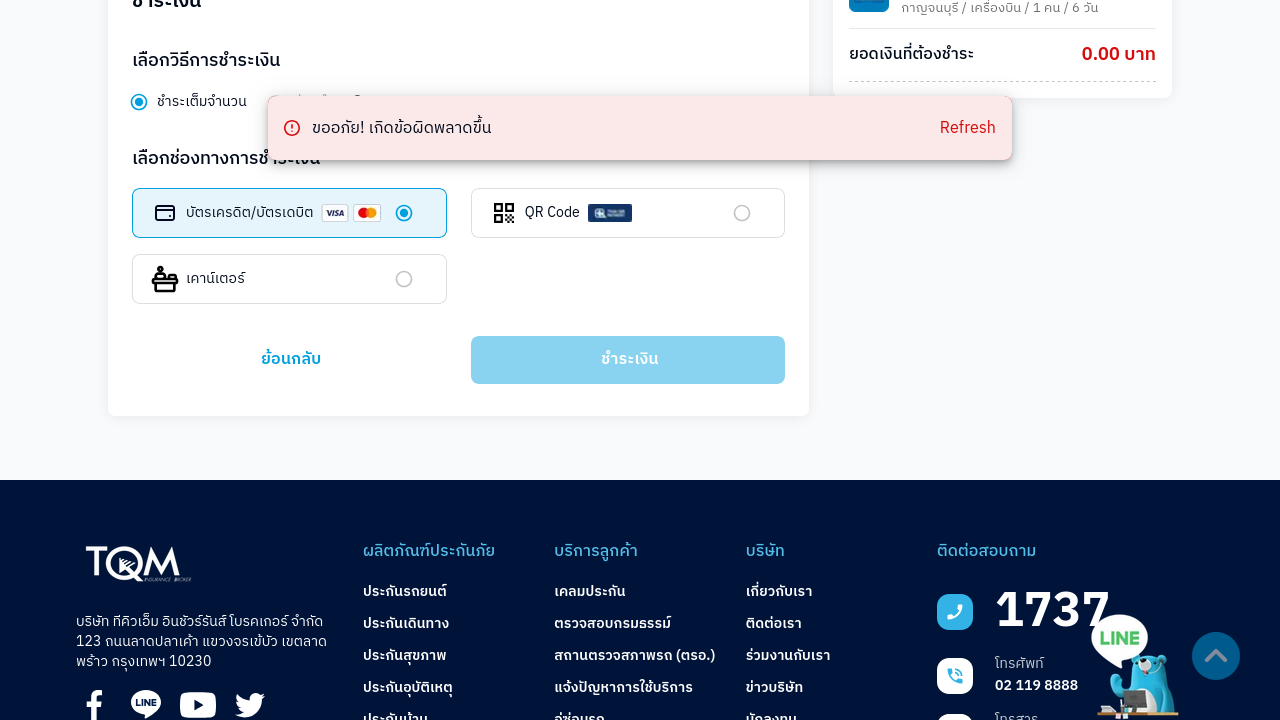 ชำระเงิน
กาญจนบุรี / เครื่องบิน / 1 คน / 6 วัน
เลือกวิธีการชำระเงิน
ยอดเงินที่ต้องชำระ
0.00 บาท
ชำระเต็มจำนวน
ขออภัย! เกิดข้อผิดพลาดขึ้น
Refresh
เลือกช่องทางการชำระเงิน
บัตรเครดิต/บัตรเดบิต VISA
QR Code
เคาน์เตอร์
ย้อนกลับ
ชำระเงิน
TQM
INSURANCE BROKER
บริษัท ทีคิวเอ็ม อินชัวร์รันส์ โบรคเกอร์ จำกัด
123 ถนนลาดปลาเค้า แขวงจรเข้บัว เขตลาด
พร้าว กรุงเทพฯ 10230
LINE
ผลิตภัณฑ์ประกันภัย
ประกันรถยนต์
ประกันเดินทาง
ประกันสุขภาพ
ประกันอุบัติเหตุ
ประกันบ้าน
บริการลูกค้า
เคลมประกัน
ตรวจสอบกรมธรรม์
สถานตรวจสภาพรถ (ตรอ.)
แจ้งปัญหาการใช้บริการ
อู่ซ่อมรถ
บริษัท
เกี่ยวกับเรา
ติดต่อเรา
ร่วมงานกับเรา
ข่าวบริษัท
นักลงทุน
ติดต่อสอบถาม
1737
โทรศัพท์
02 119 8888
โทรสาร
LINE